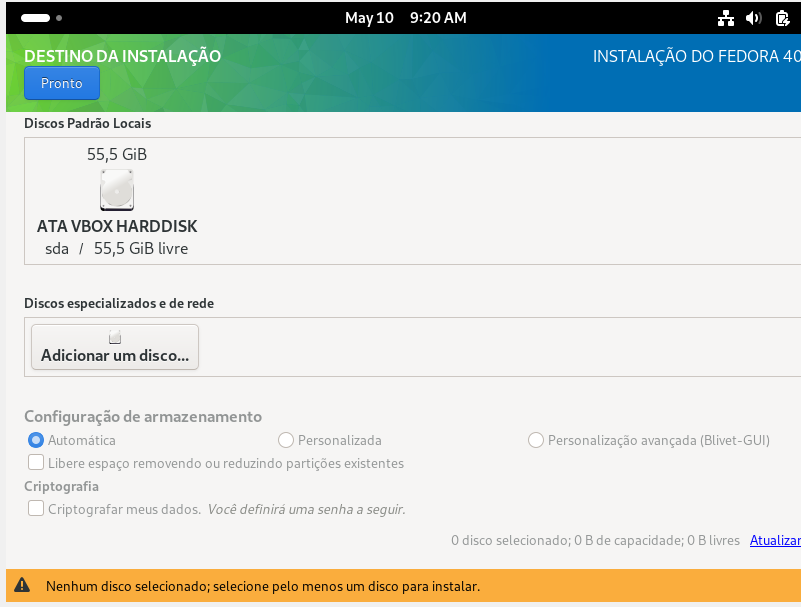 May 10 9:20 AM
DESTINO DA INSTALAÇÃO
INSTALAÇÃO DO FEDORA 40
Pronto
Discos Padrão Locais
55,5 GiB
ATA VBOX HARDDISK
sda / 55,5 GiB livre
Discos especializados e de rede
Adicionar um disco...
Configuração de armazenamento
Automática Personalizada Personalização avançada (Blivet-GUI)
Libere espaço removendo ou reduzindo partições existentes
Criptografia
Criptografar meus dados. Você definirá uma senha a seguir.
0 disco selecionado; 0 B de capacidade; 0 B livres Atualizar
Nenhum disco selecionado; selecione pelo menos um disco para instalar.